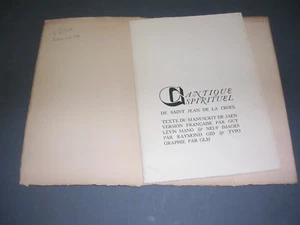 CANTIQUE
SPIRITUEL
DE SAINT JEAN DE LA CROIX
TEXTE DU MANUSCRIT DE JAEN
VERSION FRANÇAISE PAR GUY
LEVIS MANO & NEUF IMAGES
PAR RAYMOND GID & TYPO
GRAPHIE PAR GLM